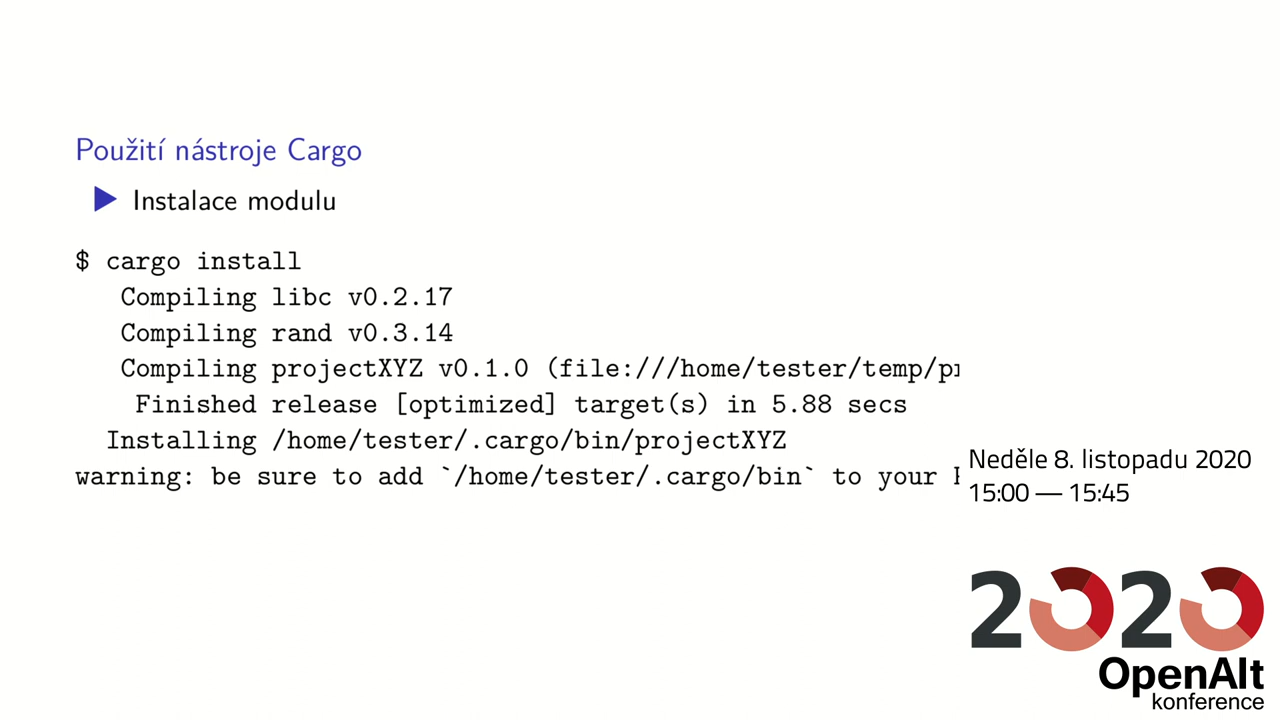 Použití nástroje Cargo
Instalace modulu
$ cargo install
Compiling libc v0.2.17
Compiling rand v0.3.14
Compiling projectXYZ v0.1.0 (file:///home/tester/temp/pr
Finished release [optimized] target(s) in 5.88 secs
Installing /home/tester/.cargo/bin/projectXYZ
warning: be sure to add `/home/tester/.cargo/bin` to your
Neděle 8. listopadu 2020
15:00 — 15:45
2020
OpenAlt
konference